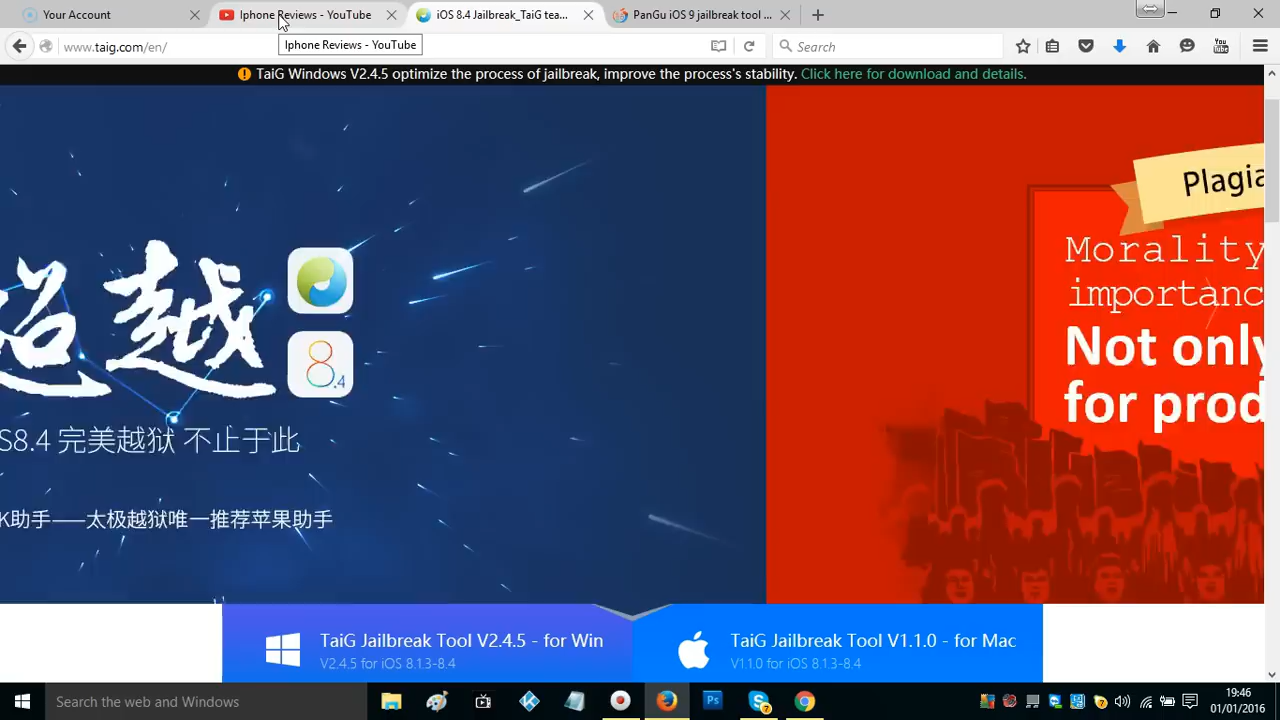 Your Account
Iphone Reviews - YouTube
iOS 8.4 Jailbreak_TaiG tea...
PanGu iOS 9 jailbreak tool ...
www.taig.com/en/
Iphone Reviews - YouTube
Search
You
Tube
TaiG Windows V2.4.5 optimize the process of jailbreak, improve the process's stability. Click here for download and details.
Plagia
Morality
importanc
Not only
for prod
超越
8.4
S8.4 完美越狱 不止于此
K助手——太极越狱唯一推荐苹果助手
TaiG Jailbreak Tool V2.4.5 - for Win
V2.4.5 for iOS 8.1.3-8.4
TaiG Jailbreak Tool V1.1.0 - for Mac
V1.1.0 for iOS 8.1.3-8.4
Search the web and Windows
Ps
19:46
01/01/2016